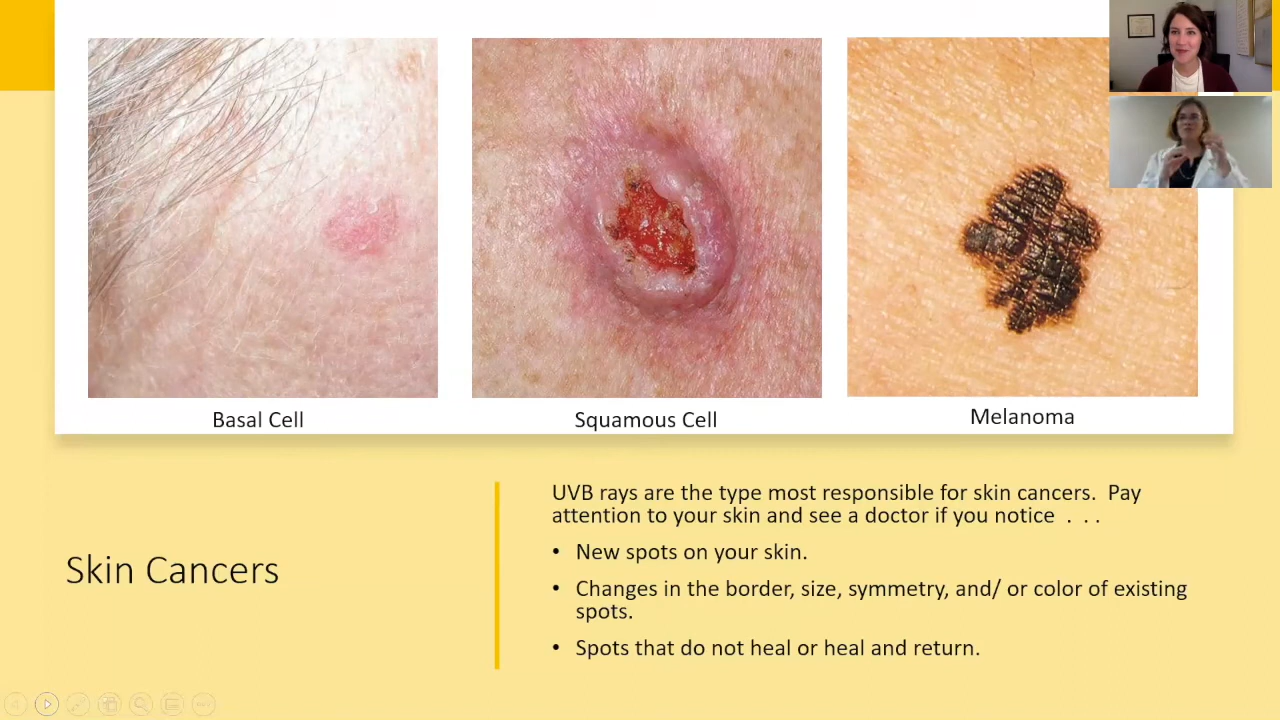 Basal Cell
Squamous Cell
Melanoma
Skin Cancers
UVB rays are the type most responsible for skin cancers.  Pay
attention to your skin and see a doctor if you notice  .  . .
• New spots on your skin.
• Changes in the border, size, symmetry, and/ or color of existing
spots.
• Spots that do not heal or heal and return.